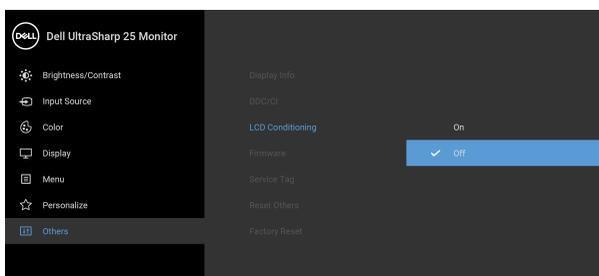 DELL Dell UltraSharp 25 Monitor
Brightness/Contrast
Input Source
Color
Display
Menu
Personalize
Others
Display Info
DDC/CI
LCD Conditioning
Firmware
Service Tag
Reset Others
Factory Reset
On
Off